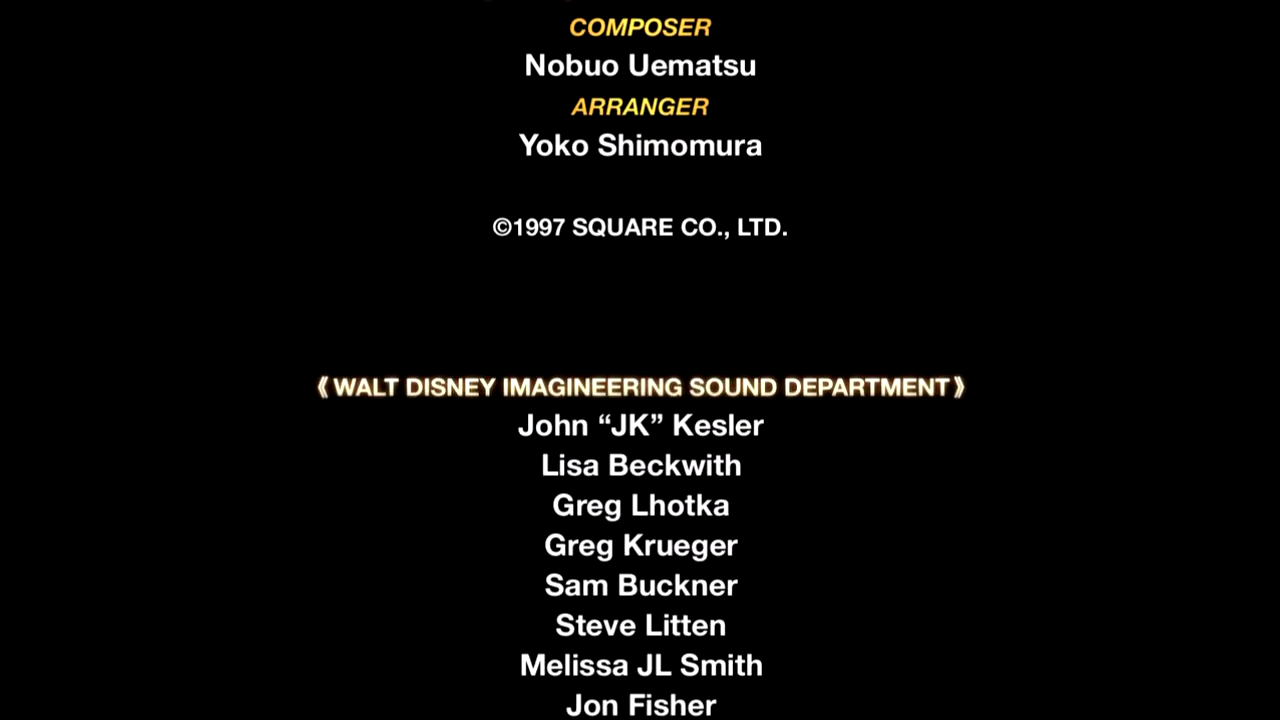 COMPOSER
Nobuo Uematsu
ARRANGER
Yoko Shimomura
©1997 SQUARE CO., LTD.
《WALT DISNEY IMAGINEERING SOUND DEPARTMENT》
John “JK” Kesler
Lisa Beckwith
Greg Lhotka
Greg Krueger
Sam Buckner
Steve Litten
Melissa JL Smith
Jon Fisher